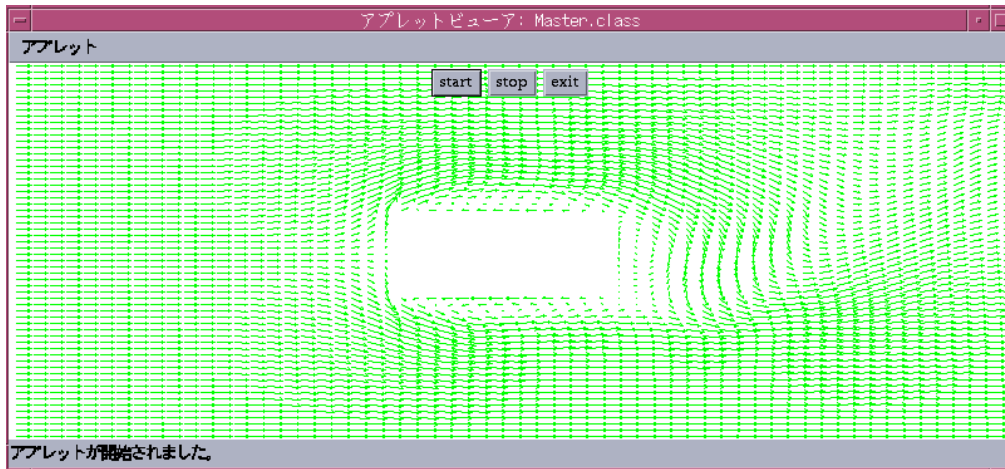 アプレットビューア: Master.class
アプレット
start stop exit
アプレットが開始されました。